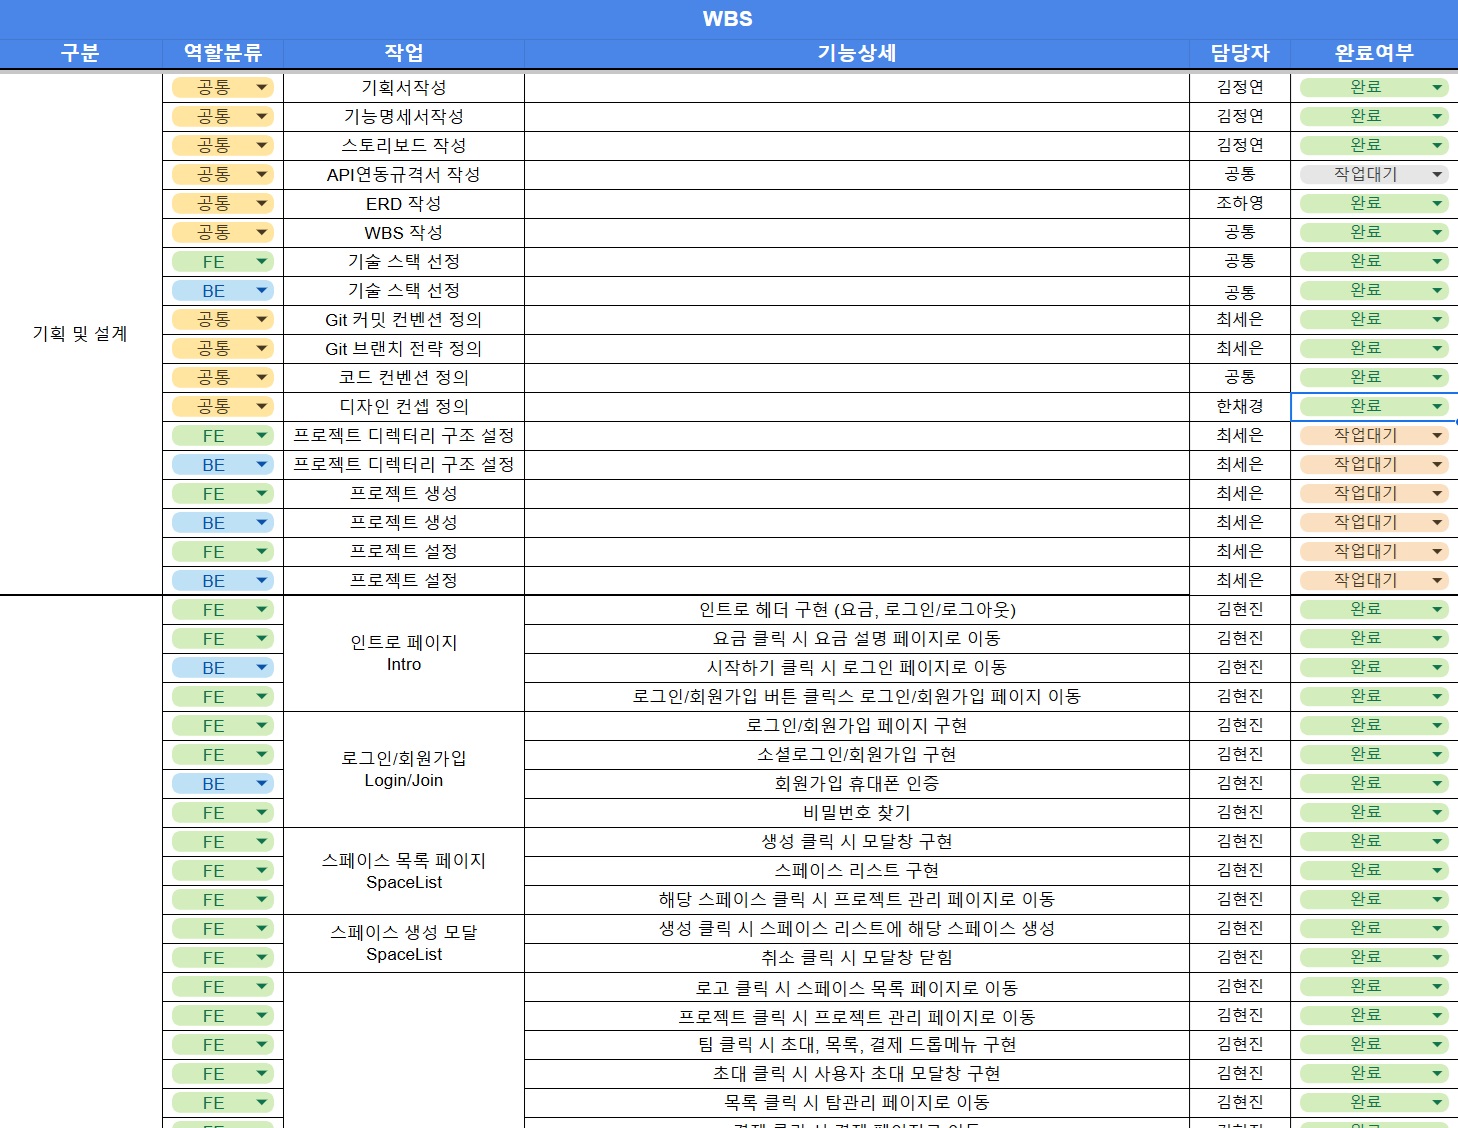 WBS
구분 역할분류 작업 기능상세 담당자 완료여부
공통 기획서작성 김정연 완료
공통 기능명세서작성 김정연 완료
공통 스토리보드 작성 김정연 완료
공통 API연동규격서 작성 공통 작업대기
공통 ERD 작성 조하영 완료
공통 WBS 작성 공통 완료
FE 기술 스택 선정 공통 완료
BE 기술 스택 선정 공통 완료
기획 및 설계 공통 Git 커밋 컨벤션 정의 최세은 완료
공통 Git 브랜치 전략 정의 최세은 완료
공통 코드 컨벤션 정의 공통 완료
공통 디자인 컨셉 정의 한채경 완료
FE 프로젝트 디렉터리 구조 설정 최세은 작업대기
BE 프로젝트 디렉터리 구조 설정 최세은 작업대기
FE 프로젝트 생성 최세은 작업대기
BE 프로젝트 생성 최세은 작업대기
FE 프로젝트 설정 최세은 작업대기
BE 프로젝트 설정 최세은 작업대기
FE 인트로 헤더 구현 (요금, 로그인/로그아웃) 김현진 완료
FE 인트로 페이지 요금 클릭 시 요금 설명 페이지로 이동 김현진 완료
BE Intro 시작하기 클릭 시 로그인 페이지로 이동 김현진 완료
FE 로그인/회원가입 버튼 클릭스 로그인/회원가입 페이지 이동 김현진 완료
FE 로그인/회원가입 페이지 구현 김현진 완료
FE 로그인/회원가입 소셜로그인/회원가입 구현 김현진 완료
BE Login/Join 회원가입 휴대폰 인증 김현진 완료
FE 비밀번호 찾기 김현진 완료
FE 생성 클릭 시 모달창 구현 김현진 완료
FE 스페이스 목록 페이지 스페이스 리스트 구현 김현진 완료
FE SpaceList 해당 스페이스 클릭 시 프로젝트 관리 페이지로 이동 김현진 완료
FE 스페이스 생성 모달 생성 클릭 시 스페이스 리스트에 해당 스페이스 생성 김현진 완료
FE SpaceList 취소 클릭 시 모달창 닫힘 김현진 완료
FE 로고 클릭 시 스페이스 목록 페이지로 이동 김현진 완료
FE 프로젝트 클릭 시 프로젝트 관리 페이지로 이동 김현진 완료
FE 팀 클릭 시 초대, 목록, 결제 드롭메뉴 구현 김현진 완료
FE 초대 클릭 시 사용자 초대 모달창 구현 김현진 완료
FE 목록 클릭 시 탐관리 페이지로 이동 김현진 완료